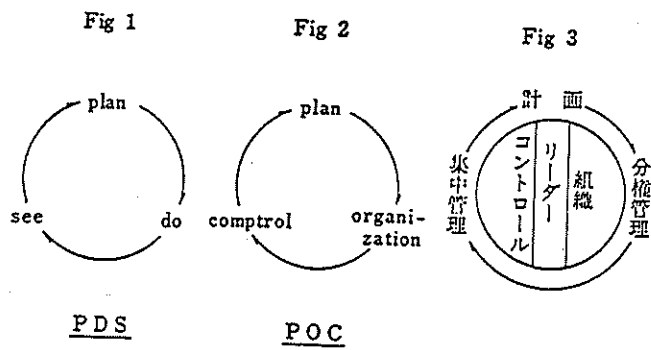 Fig 1
plan
see
do
PDS
Fig 2
plan
comptrol
organi-
zation
POC
Fig 3
計画
集中管理
コントロール
リーダー
組織
分権管理